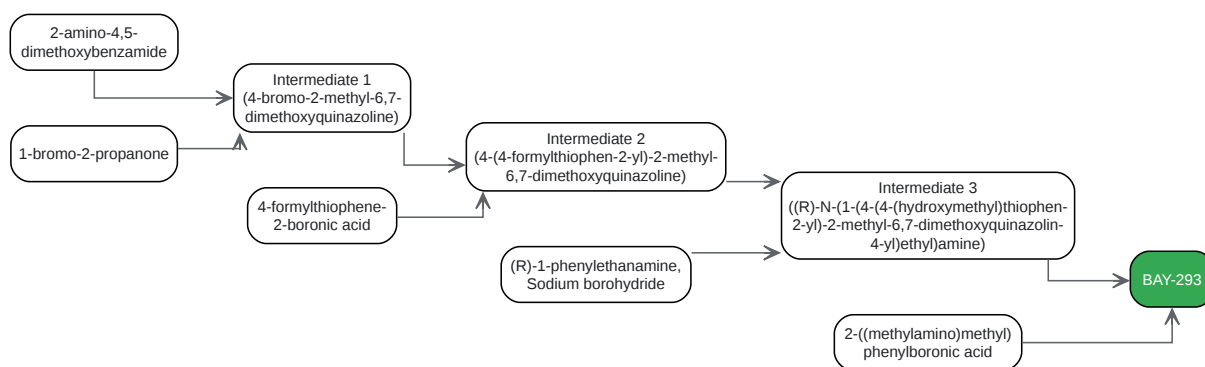 2-amino-4,5-
dimethoxybenzamide
Intermediate 1
(4-bromo-2-methyl-6,7-
dimethoxyquinazoline)
1-bromo-2-propanone
Intermediate 2
(4-(4-formylthiophen-2-yl)-2-methyl-
6,7-dimethoxyquinazoline)
4-formylthiophene-
2-boronic acid
Intermediate 3
((R)-N-(1-(4-(4-(hydroxymethyl)thiophen-
2-yl)-2-methyl-6,7-dimethoxyquinazolin-
4-yl)ethyl)amine)
(R)-1-phenylethanamine,
Sodium borohydride
BAY-293
2-((methylamino)methyl)
phenylboronic acid